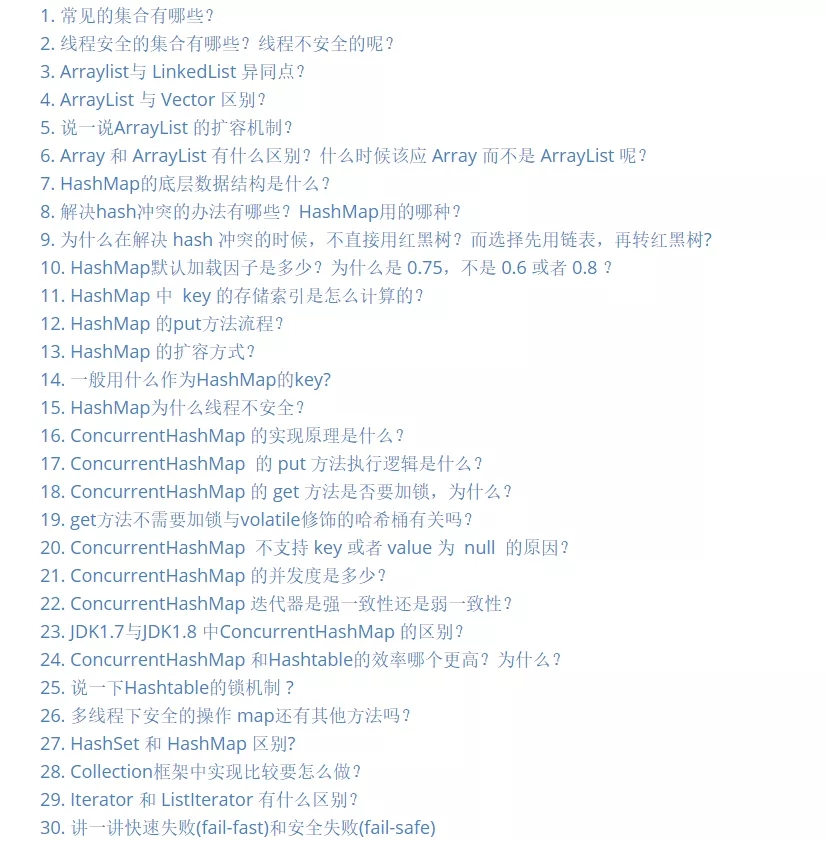 1. 常见的集合有哪些？
2. 线程安全的集合有哪些？线程不安全的呢？
3. Arraylist与 LinkedList 异同点？
4. ArrayList 与 Vector 区别？
5. 说一说ArrayList 的扩容机制？
6. Array 和 ArrayList 有什么区别？什么时候该应 Array 而不是 ArrayList 呢？
7. HashMap的底层数据结构是什么？
8. 解决hash冲突的办法有哪些？HashMap用的哪种？
9. 为什么在解决 hash 冲突的时候，不直接用红黑树？而选择先用链表，再转红黑树?
10. HashMap默认加载因子是多少？为什么是 0.75，不是 0.6 或者 0.8 ？
11. HashMap 中 key 的存储索引是怎么计算的？
12. HashMap 的put方法流程？
13. HashMap 的扩容方式？
14. 一般用什么作为HashMap的key?
15. HashMap为什么线程不安全？
16. ConcurrentHashMap 的实现原理是什么？
17. ConcurrentHashMap 的 put 方法执行逻辑是什么？
18. ConcurrentHashMap 的 get 方法是否要加锁，为什么？
19. get方法不需要加锁与volatile修饰的哈希桶有关吗？
20. ConcurrentHashMap 不支持 key 或者 value 为 null 的原因？
21. ConcurrentHashMap 的并发度是多少？
22. ConcurrentHashMap 迭代器是强一致性还是弱一致性？
23. JDK1.7与JDK1.8 中ConcurrentHashMap 的区别？
24. ConcurrentHashMap 和Hashtable的效率哪个更高？为什么？
25. 说一下Hashtable的锁机制 ?
26. 多线程下安全的操作 map还有其他方法吗？
27. HashSet 和 HashMap 区别?
28. Collection框架中实现比较要怎么做？
29. Iterator 和 ListIterator 有什么区别？
30. 讲一讲快速失败(fail-fast)和安全失败(fail-safe)